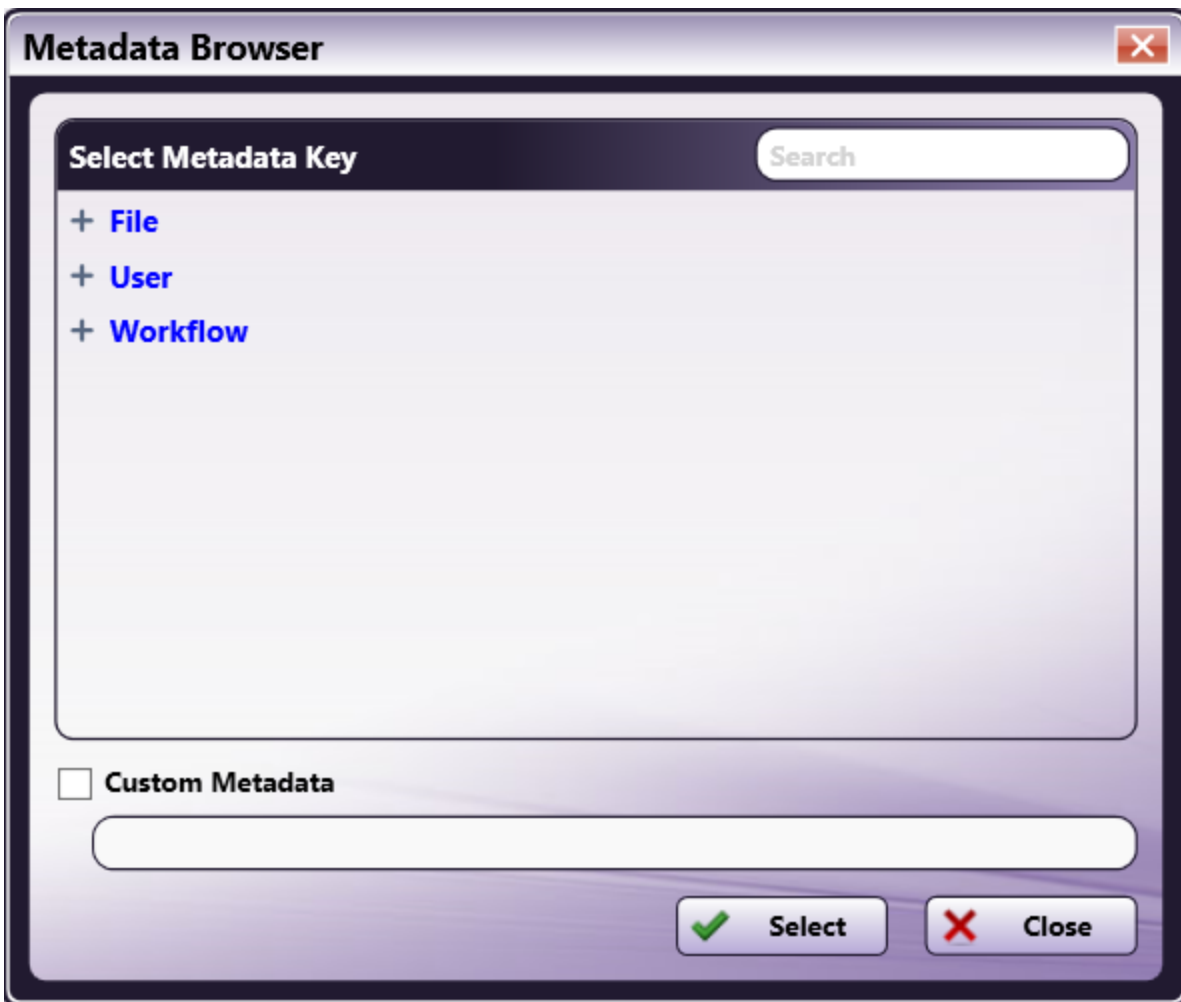 Metadata Browser
Select Metadata Key
Search
+ File
+ User
+ Workflow
Custom Metadata
Select
Close